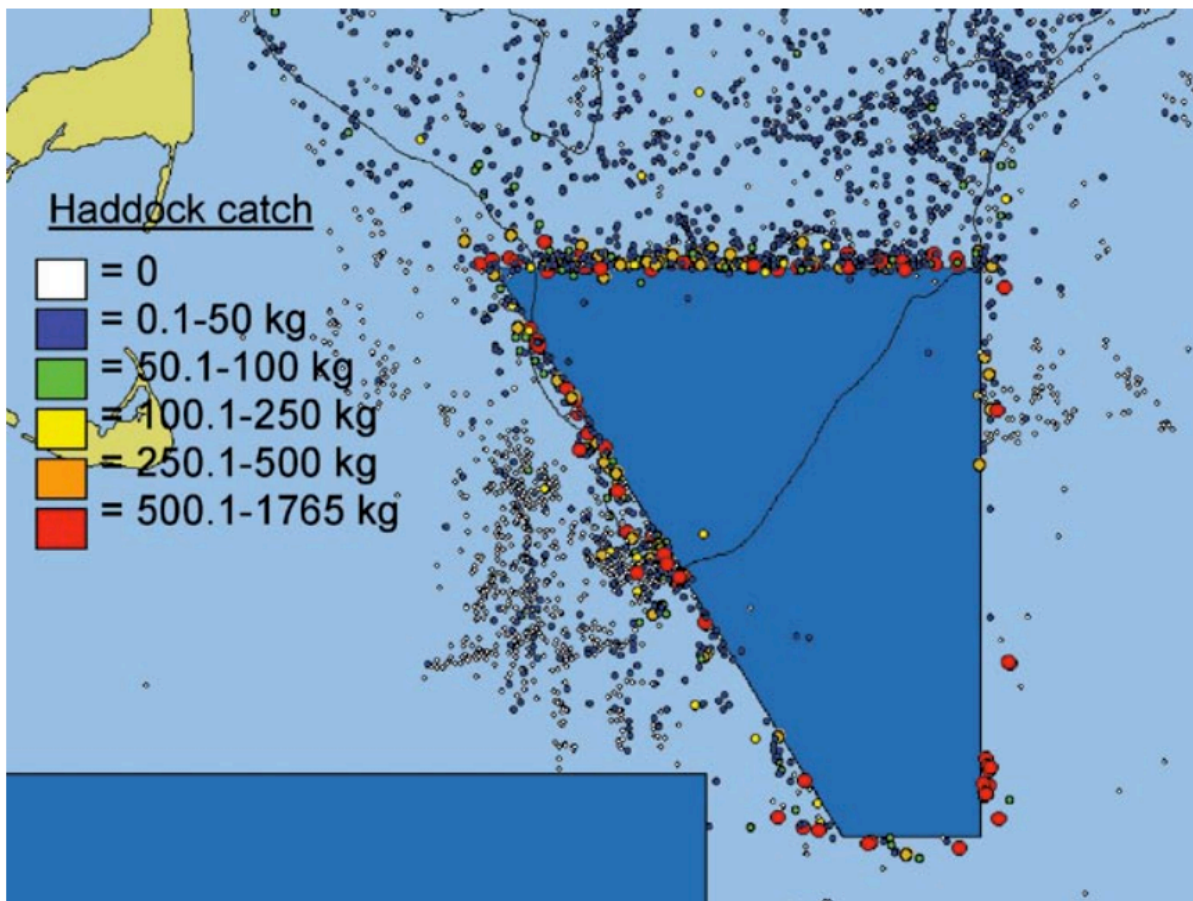 Haddock catch
= 0
= 0.1-50 kg
= 50.1-100 kg
= 100.1-250 kg
= 250.1-500 kg
= 500.1-1765 kg